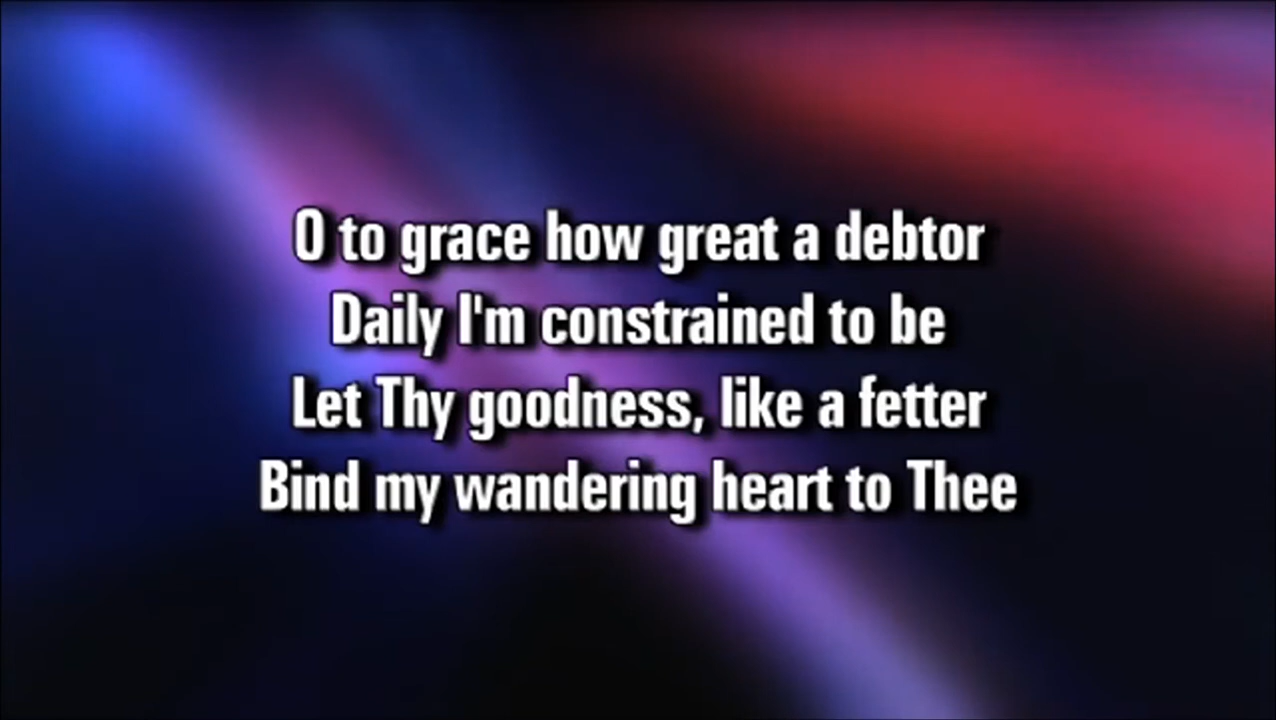 O to grace how great a debtor
Daily I'm constrained to be
Let Thy goodness, like a fetter
Bind my wandering heart to Thee